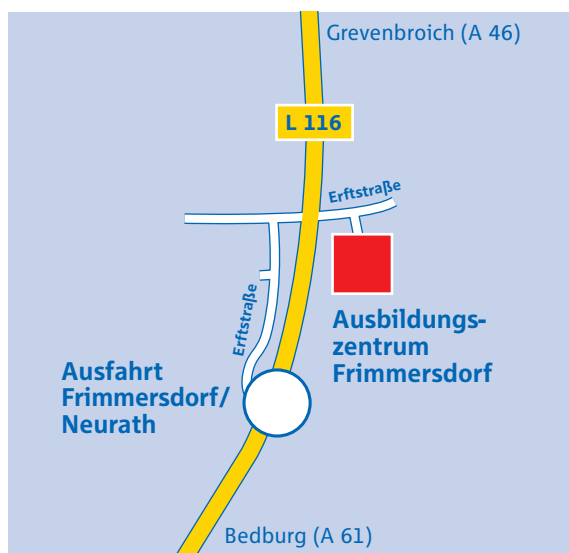 Grevenbroich (A 46)
L 116
Erftstraße
Erftstraße
Ausbildungs-
zentrum
Frimmersdorf
Ausfahrt
Frimmersdorf/
Neurath
Bedburg (A 61)